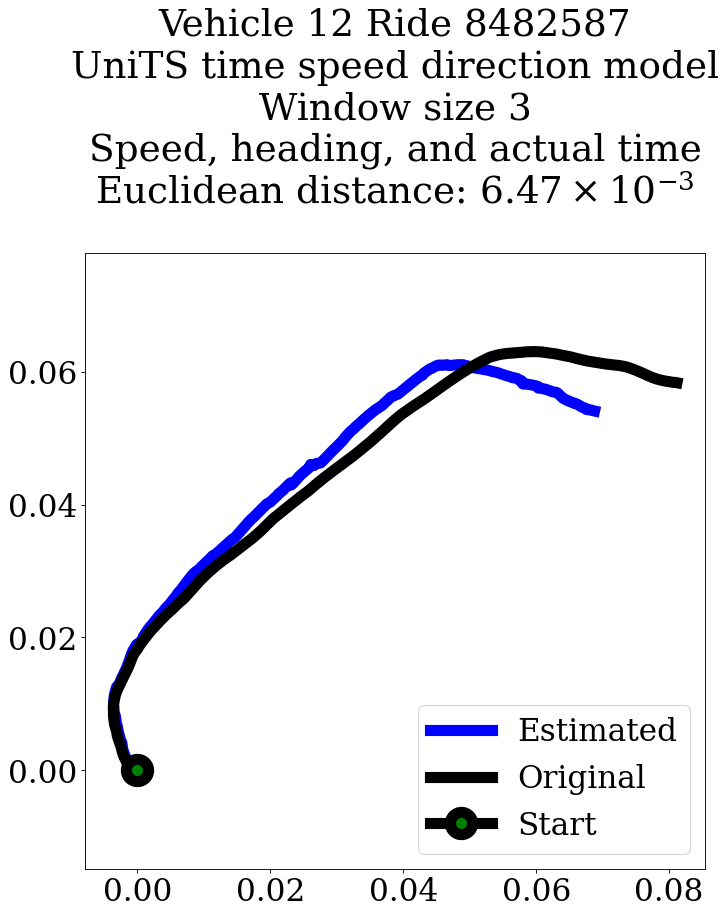 Vehicle 12 Ride 8482587
UniTS time speed direction model
Window size 3
Speed, heading, and actual time
Euclidean distance: 6.47 × 10⁻³
0.06
0.04
0.02
0.00
Estimated
Original
Start
0.00 0.02 0.04 0.06 0.08